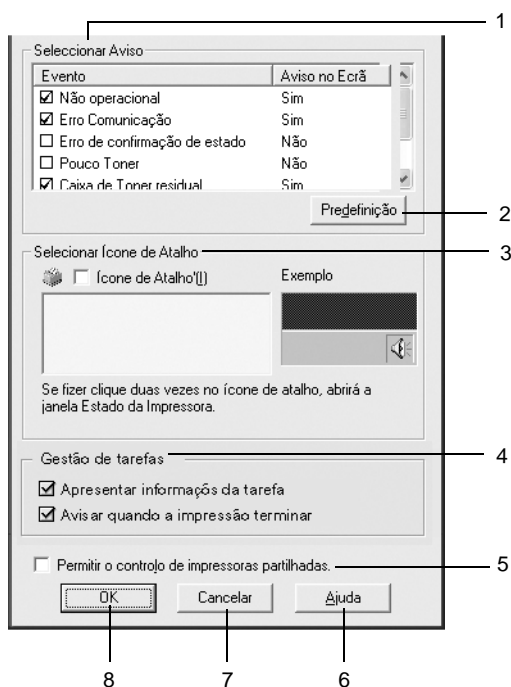 1
Seleccionar Aviso
Evento Aviso no Ecrã
Não operacional Sim
Erro Comunicação Sim
Erro de confirmação de estado Não
Pouco Toner Não
Caixa de Toner residual Sim
Predefinição 2
Selecionar Ícone de Atalho 3
Ícone de Atalho'(I) Exemplo
Se fizer clique duas vezes no ícone de atalho, abrirá a
janela Estado da Impressora.
Gestão de tarefas 4
Apresentar informaçõs da tarefa
Avisar quando a impressão terminar
Permitir o controlo de impressoras partilhadas. 5
OK Cancelar Ajuda
8 7 6